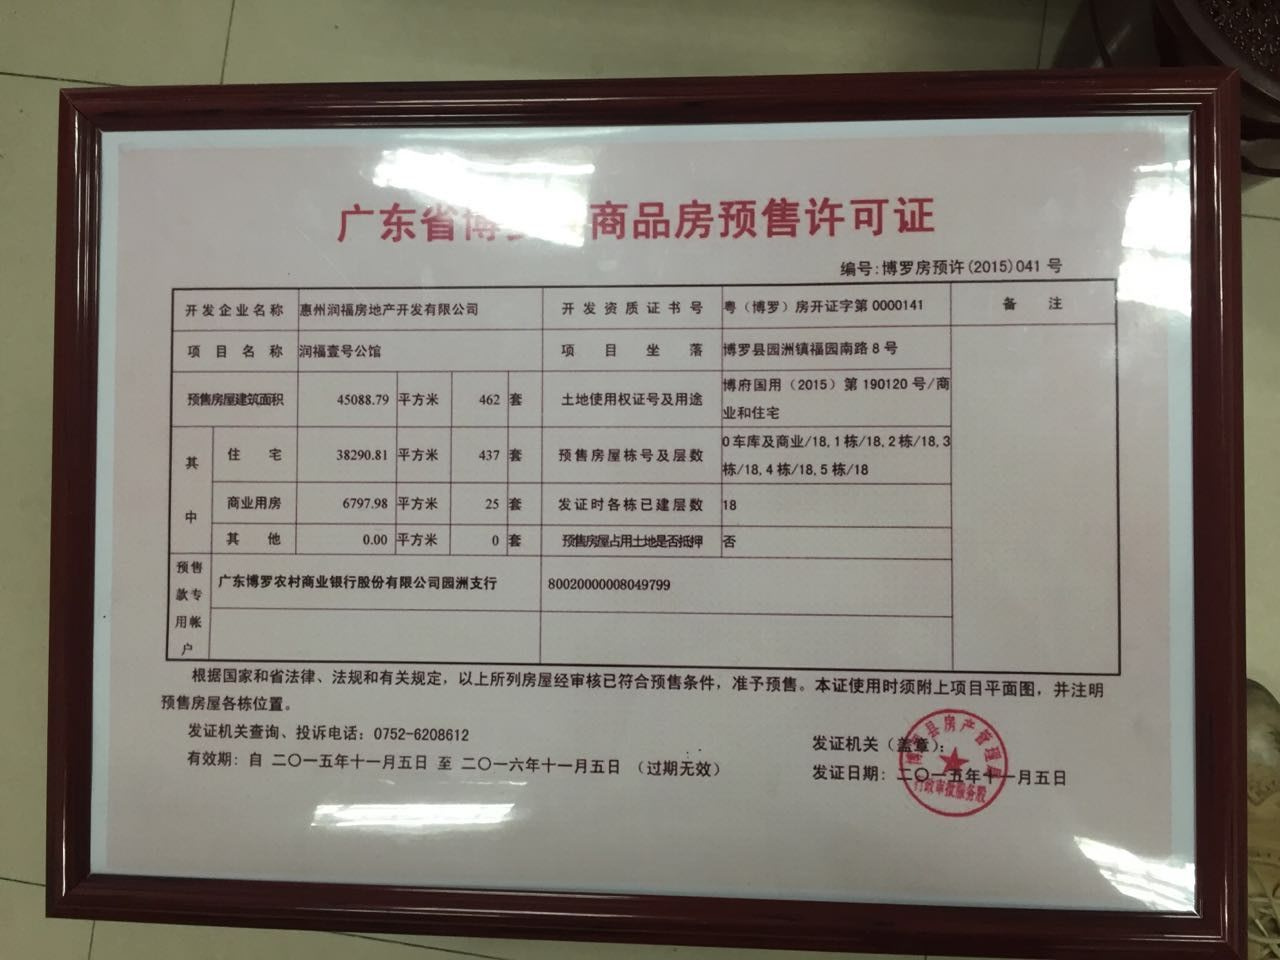 广东省博 商品房预售许可证
编号:博罗房预许(2015)041 号
开发企业名称 惠州润福房地产开发有限公司 开发资质证书号 粤（博罗）房开证字第 0000141 备 注
项目名称 润福壹号公馆 项目坐落 博罗县园洲镇福园南路 8 号
预售房屋建筑面积 45088.79 平方米 462 套 土地使用权证号及用途 博府国用（2015）第 190120 号/商
业和住宅
其中 住宅 38290.81 平方米 437 套 预售房屋栋号及层数 0 车库及商业/18,1 栋/18,2 栋/18,3
栋/18,4 栋/18,5 栋/18
商业用房 6797.98 平方米 25 套 发证时各栋已建层数 18
其他 0.00 平方米 0 套 预售房屋占用土地是否抵押 否
预售
款专
用帐
户
广东博罗农村商业银行股份有限公司园洲支行 80020000008049799
根据国家和省法律、法规和有关规定，以上所列房屋经审核已符合预售条件，准予预售。本证使用时须附上项目平面图，并注明
预售房屋各栋位置。
发证机关查询、投诉电话：0752-6208612
有效期：自 二〇一五年十一月五日 至 二〇一六年十一月五日 （过期无效）
发证机关（盖章）：
发证日期：二〇一五年十一月五日
博罗县房产管理局
行政审批服务股